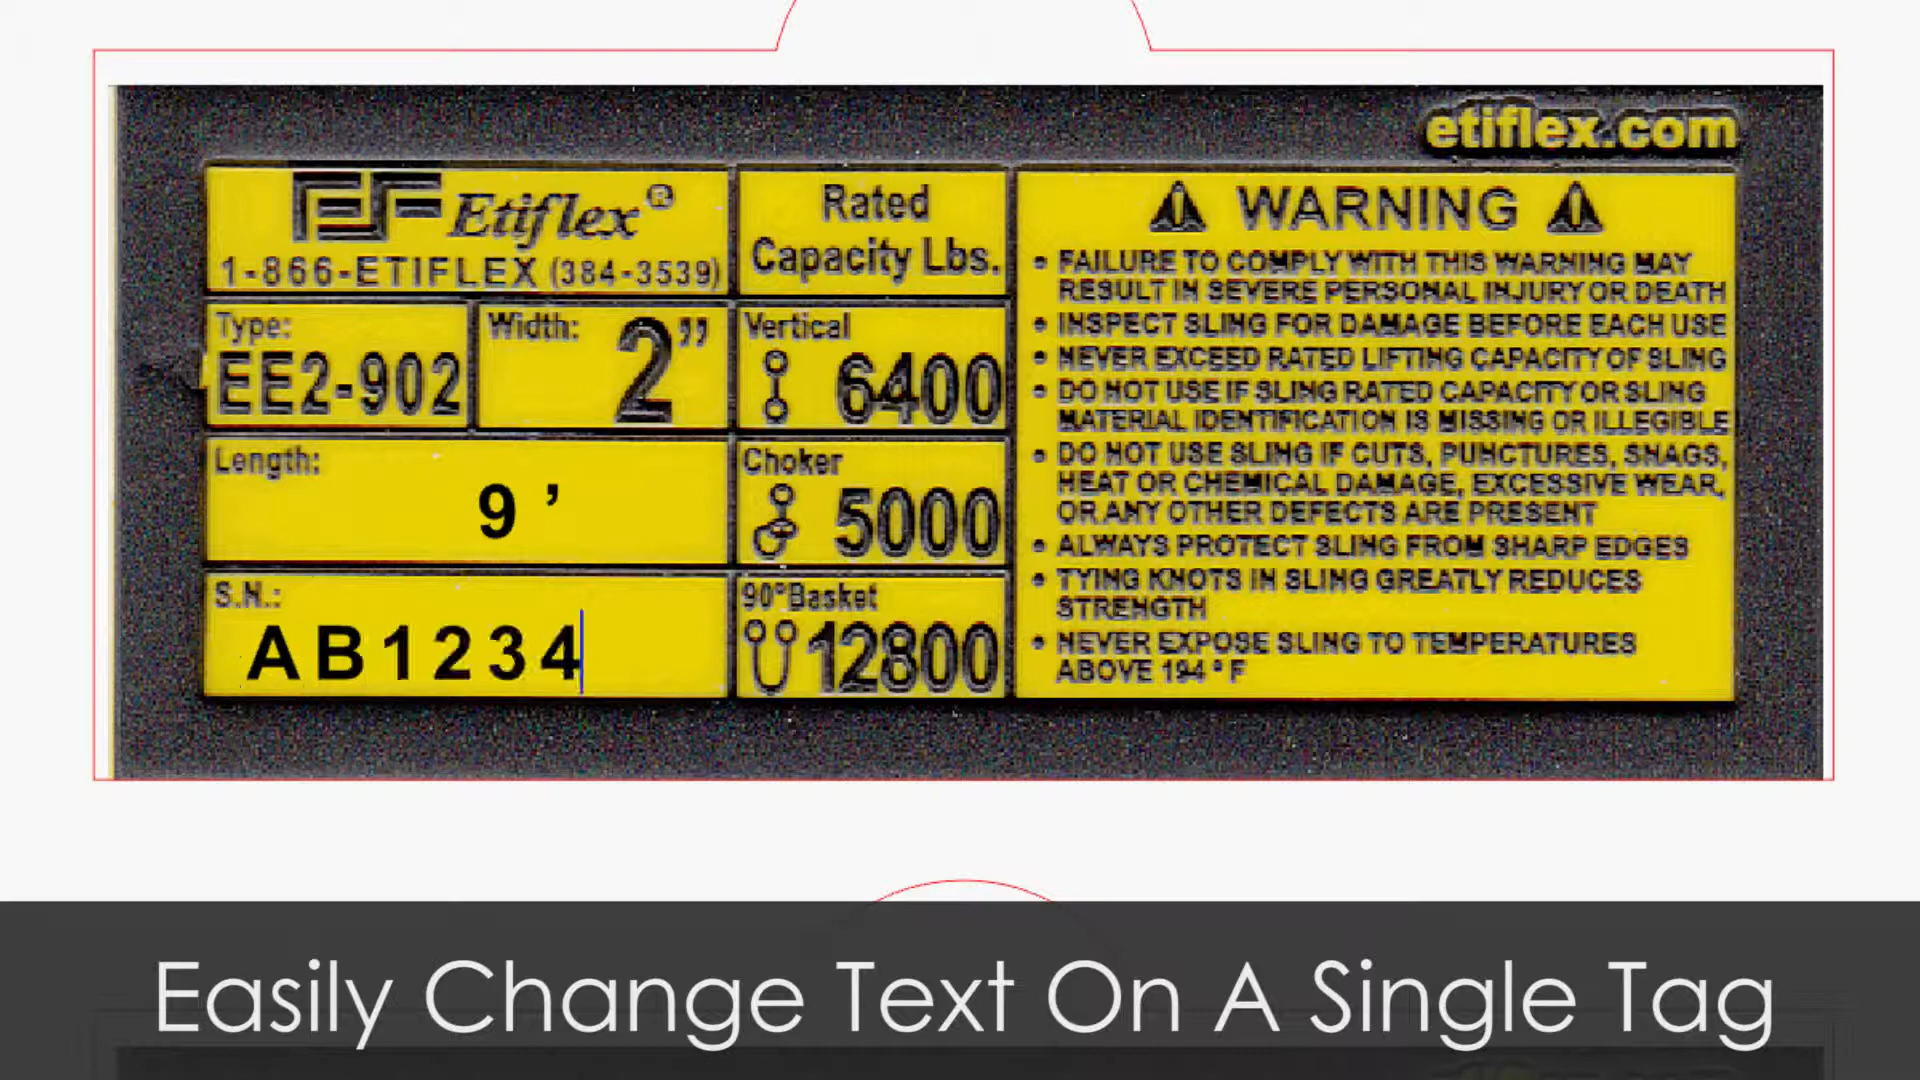 etiflex.com
Etiflex®
1-866-ETIFLEX (384-3539)
Type:
EE2-902
Width:
2”
Length:
9 ’
S.N.:
AB1234
Rated
Capacity Lbs.
Vertical
6400
Choker
5000
90°Basket
12800
WARNING
• FAILURE TO COMPLY WITH THIS WARNING MAY
RESULT IN SEVERE PERSONAL INJURY OR DEATH
• INSPECT SLING FOR DAMAGE BEFORE EACH USE
• NEVER EXCEED RATED LIFTING CAPACITY OF SLING
• DO NOT USE IF SLING RATED CAPACITY OR SLING
MATERIAL IDENTIFICATION IS MISSING OR ILLEGIBLE
• DO NOT USE SLING IF CUTS, PUNCTURES, SNAGS,
HEAT OR CHEMICAL DAMAGE, EXCESSIVE WEAR,
OR ANY OTHER DEFECTS ARE PRESENT
• ALWAYS PROTECT SLING FROM SHARP EDGES
• TYING KNOTS IN SLING GREATLY REDUCES
STRENGTH
• NEVER EXPOSE SLING TO TEMPERATURES
ABOVE 194°F
Easily Change Text On A Single Tag